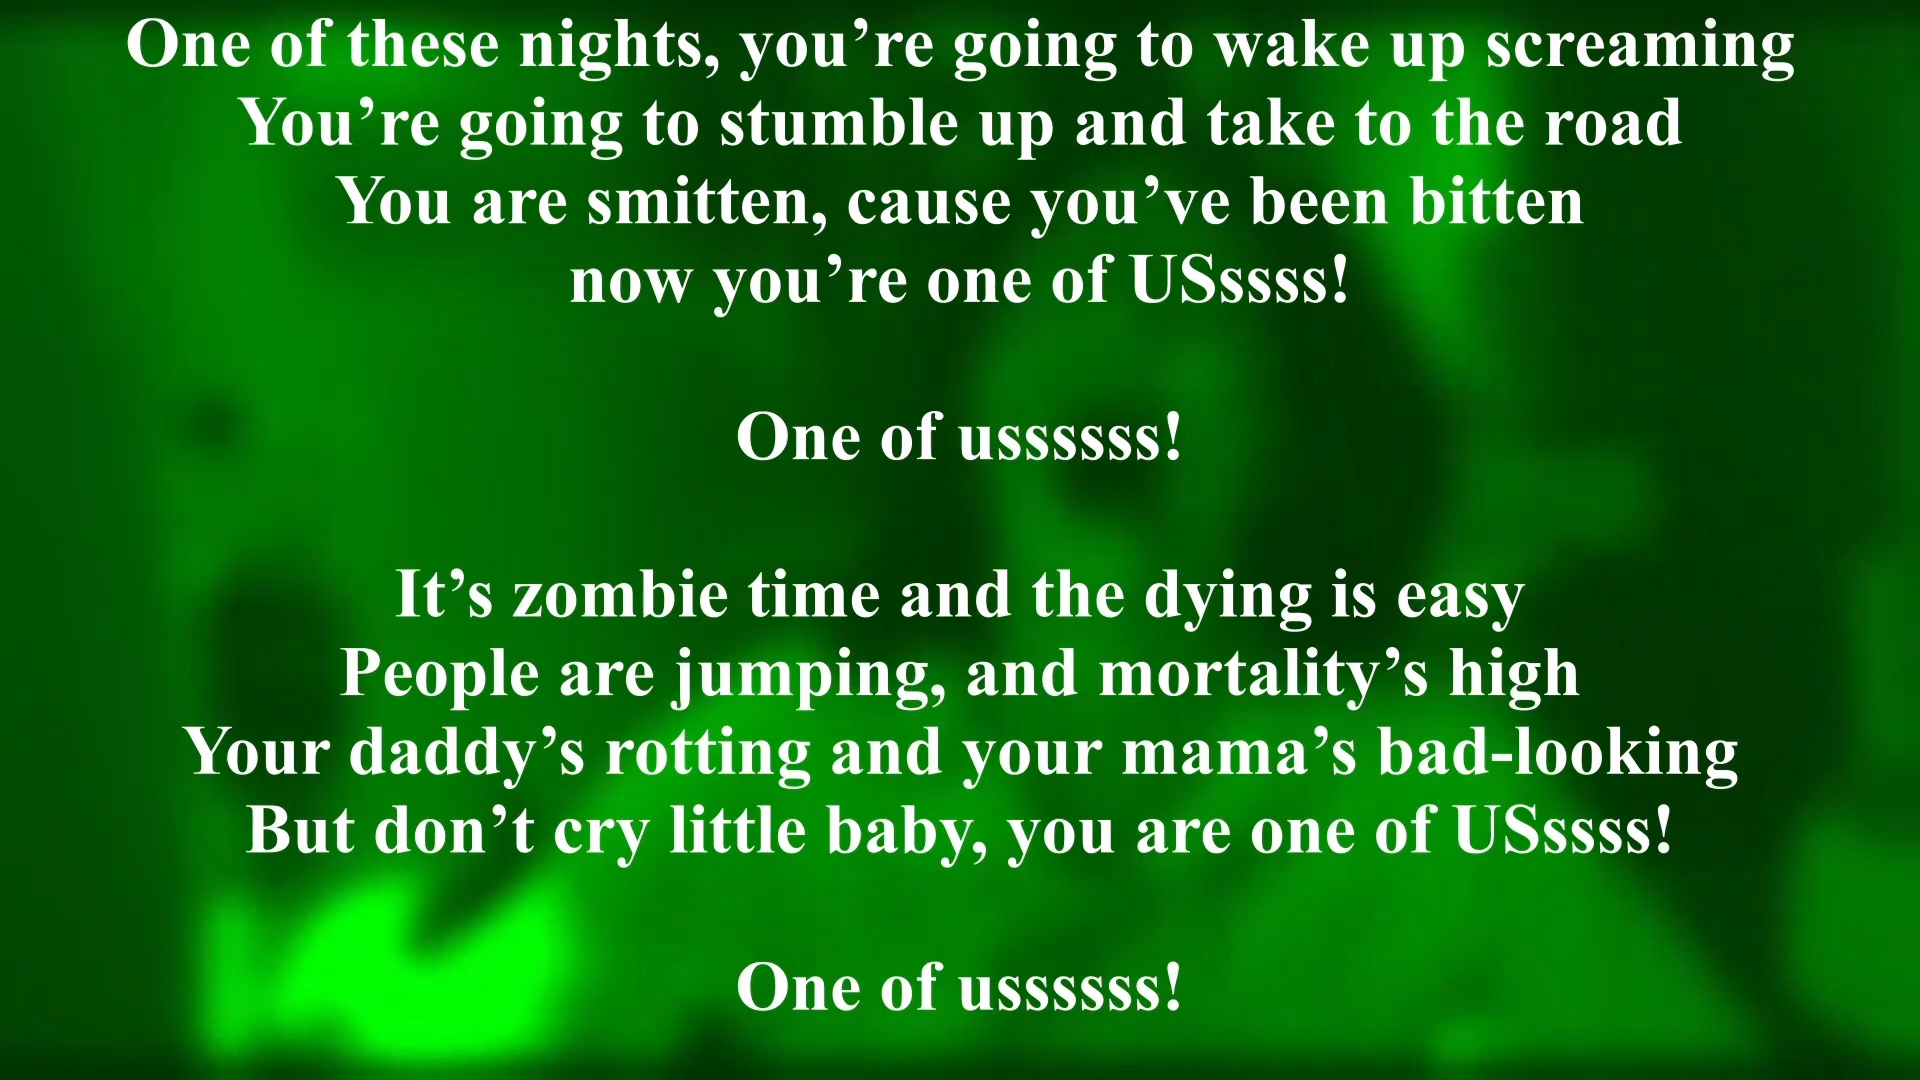 One of these nights, you’re going to wake up screaming
You’re going to stumble up and take to the road
You are smitten, cause you’ve been bitten
now you’re one of USssss!
One of ussssss!
It’s zombie time and the dying is easy
People are jumping, and mortality’s high
Your daddy’s rotting and your mama’s bad-looking
But don’t cry little baby, you are one of USssss!
One of ussssss!